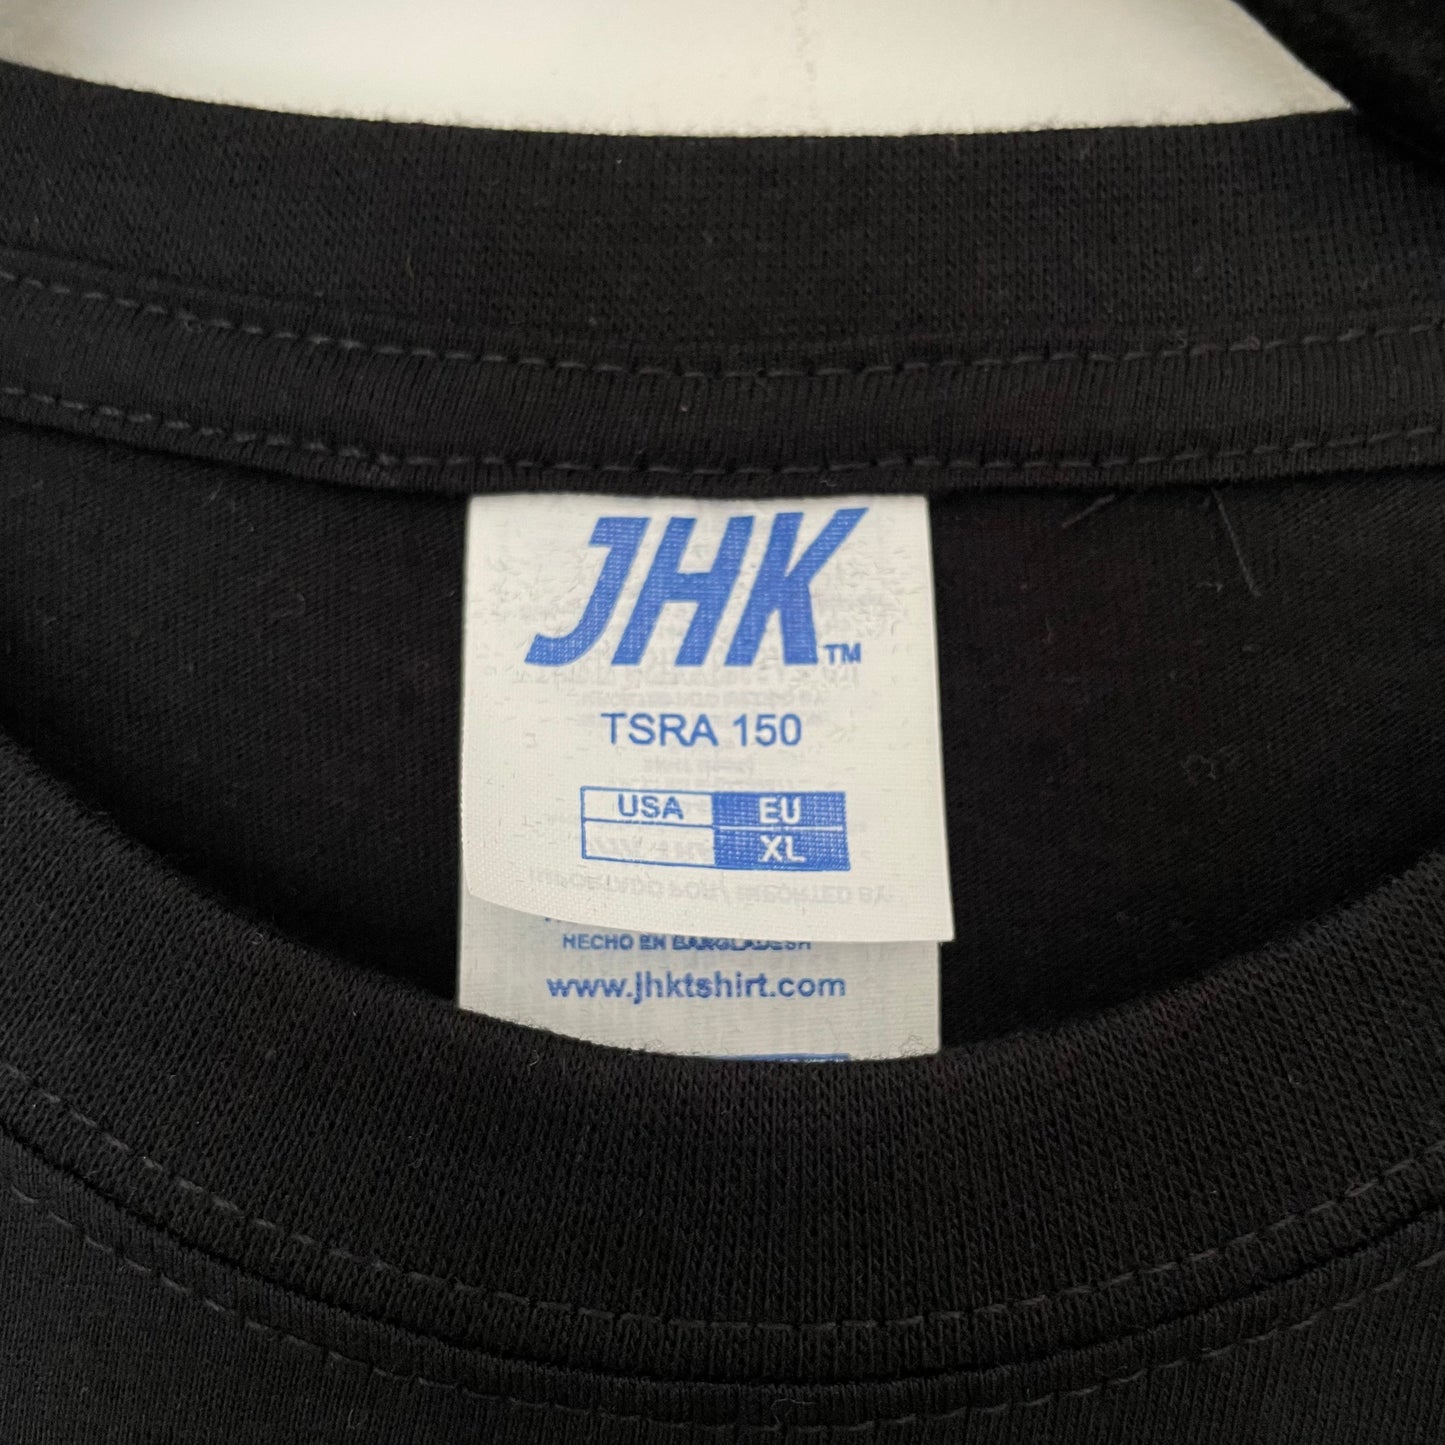 JHK™
TSRA 150
USA EU
XL
HECHO EN BANGLADESH
www.jhktshirt.com